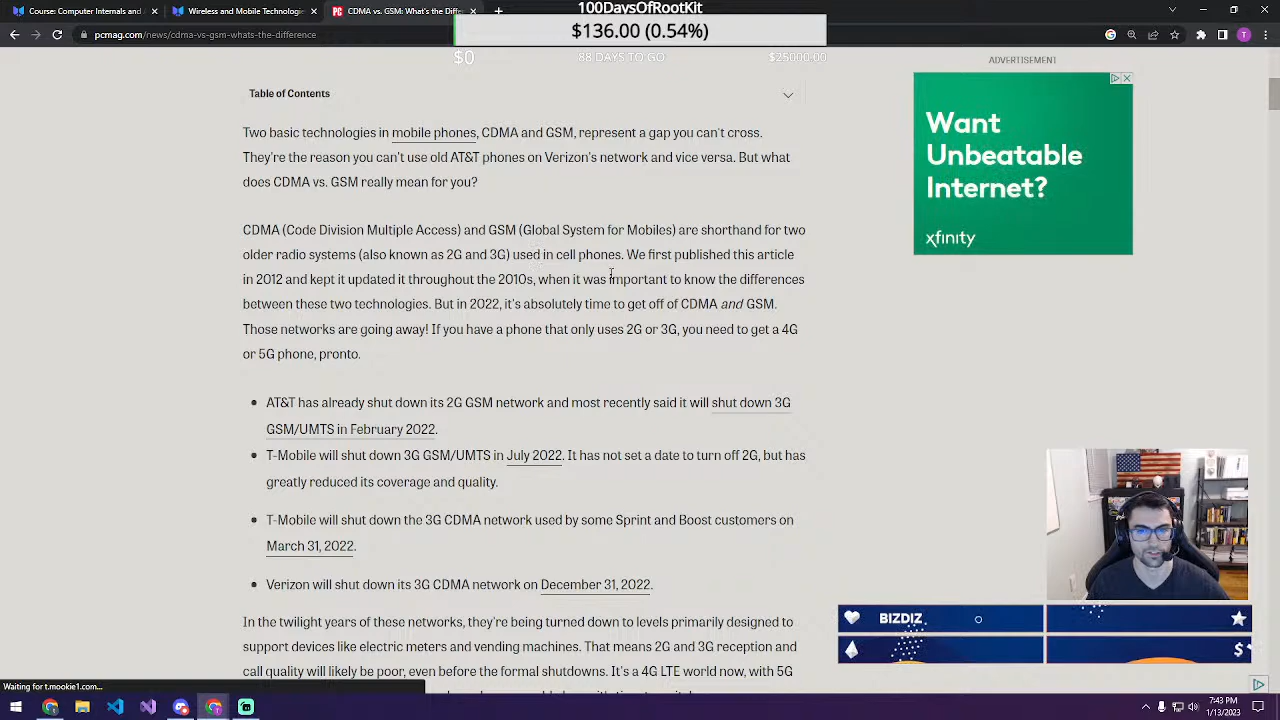 100DaysOfRootKit
Courses and Modules
Wireless and Mobile Technology
CDMA vs. GSM: What's the Differ
pcmag.com/news/cdma-vs-gsm-whats-the-difference
$136.00 (0.54%)
$0
88 DAYS TO GO
$25000.00
Table of Contents
Two basic technologies in mobile phones, CDMA and GSM, represent a gap you can't cross.
They're the reason you can't use old AT&T phones on Verizon's network and vice versa. But what
does CDMA vs. GSM really mean for you?
CDMA (Code Division Multiple Access) and GSM (Global System for Mobiles) are shorthand for two
older radio systems (also known as 2G and 3G) used in cell phones. We first published this article
in 2012 and kept it updated it throughout the 2010s, when it was important to know the differences
between these two technologies. But in 2022, it's absolutely time to get off of CDMA and GSM.
Those networks are going away! If you have a phone that only uses 2G or 3G, you need to get a 4G
or 5G phone, pronto.
AT&T has already shut down its 2G GSM network and most recently said it will shut down 3G
GSM/UMTS in February 2022.
T-Mobile will shut down 3G GSM/UMTS in July 2022. It has not set a date to turn off 2G, but has
greatly reduced its coverage and quality.
T-Mobile will shut down the 3G CDMA network used by some Sprint and Boost customers on
March 31, 2022.
Verizon will shut down its 3G CDMA network on December 31, 2022.
In the twilight years of these networks, they're being turned down to levels primarily designed to
support devices like electric meters and vending machines. That means 2G and 3G reception and
call quality will likely be poor, even before the formal shutdowns. It's a 4G LTE world now, with 5G
ADVERTISEMENT
Want
Unbeatable
Internet?
xfinity
BIZDIZ
$
Waiting for t.mookie1.com...
7:43 PM
1/13/2023